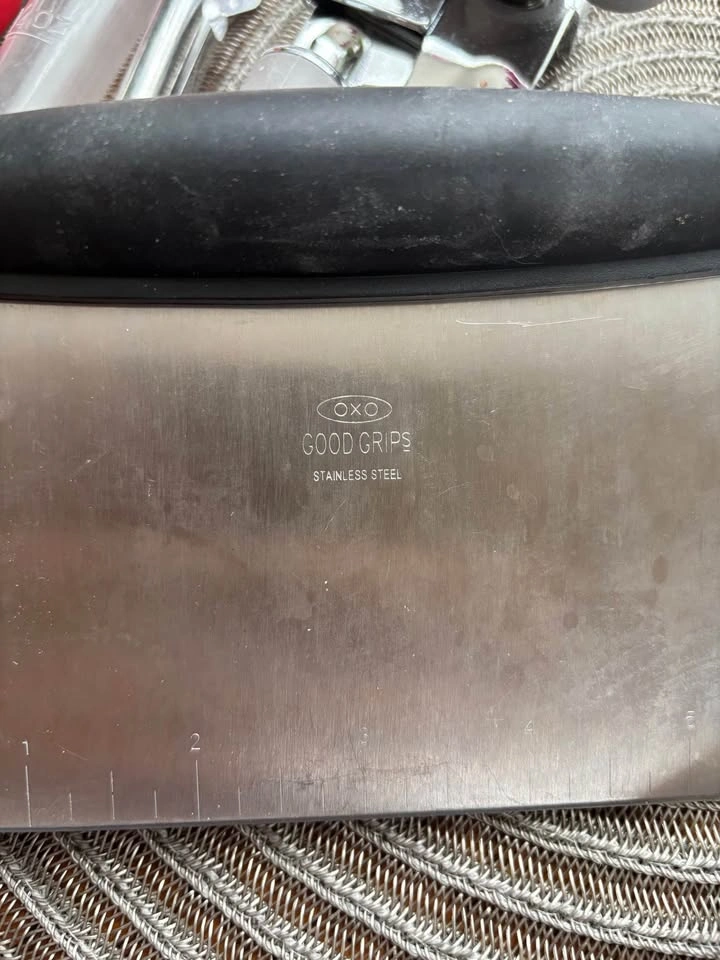 OXO
GOOD GRIPS
STAINLESS STEEL
1 2 3 4 5